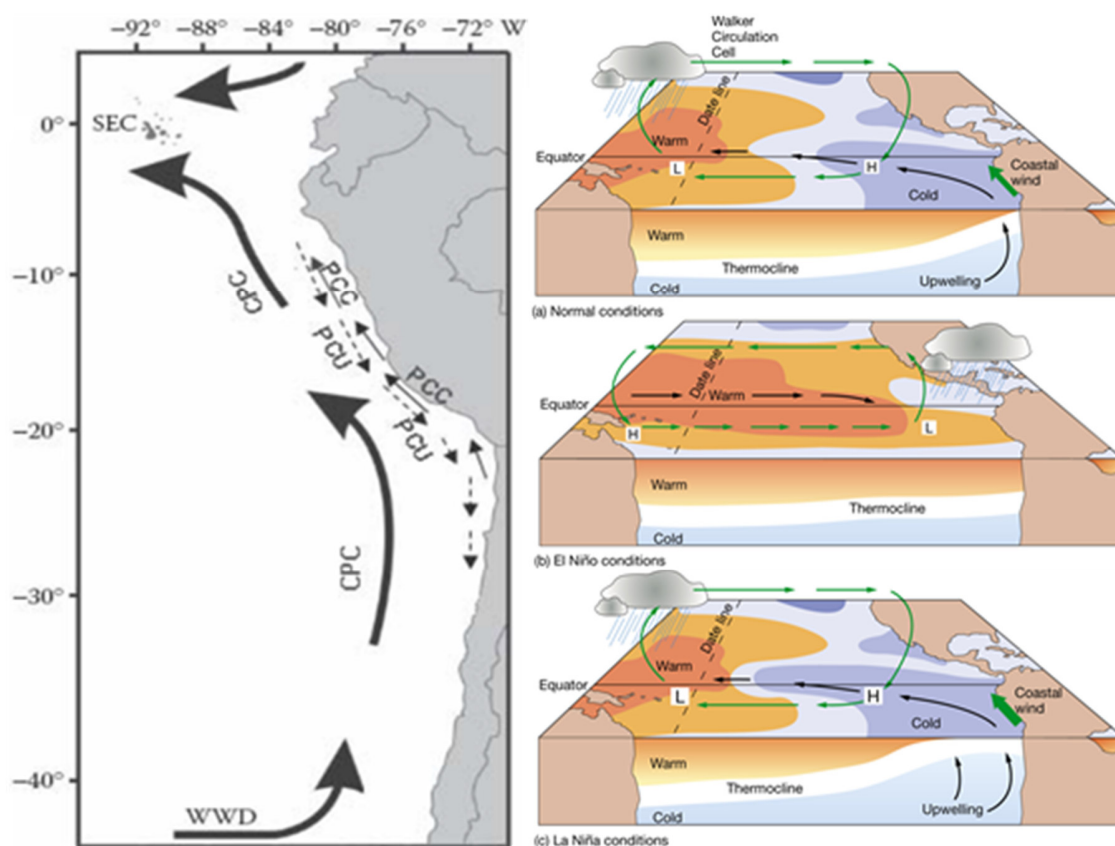 −92° −88° −84° −80° −76° −72° W
0°
−10°
−20°
−30°
−40°
SEC
CPC
PCC
PCU
PCC
PCU
CPC
WWD
Walker
Circulation
Cell
Date line
Warm
Equator
L
H
Coastal
wind
Cold
Warm
Thermocline
Upwelling
Cold
(a) Normal conditions
Date line
Warm
Equator
H
L
Warm
Thermocline
Cold
(b) El Niño conditions
Date line
Warm
Equator
L
H
Coastal
wind
Cold
Warm
Thermocline
Upwelling
Cold
(c) La Niña conditions